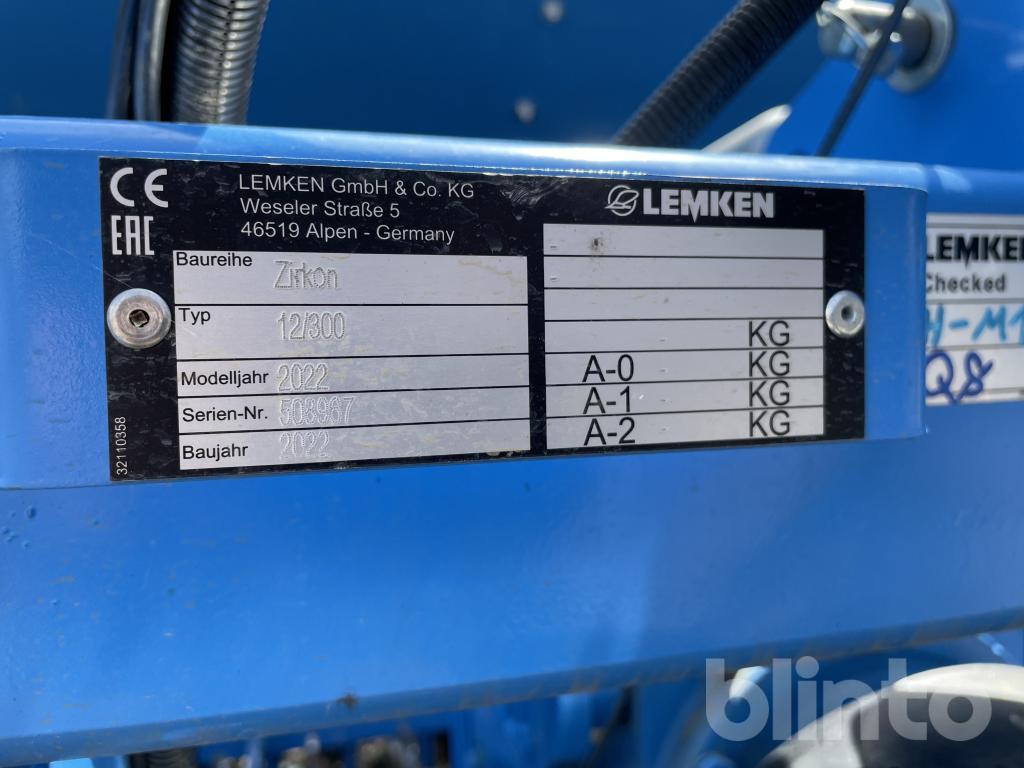 CE
EAC
LEMKEN GmbH & Co. KG
Weseler Straße 5
46519 Alpen - Germany
LEMKEN
Baureihe Zirkon
Typ 12/300
Modelljahr 2022
Serien-Nr. 503967
Baujahr 2022
32110358
-
-
-
KG
A-0 KG
A-1 KG
A-2 KG
LEMKEN
Checked
Q8
blinto